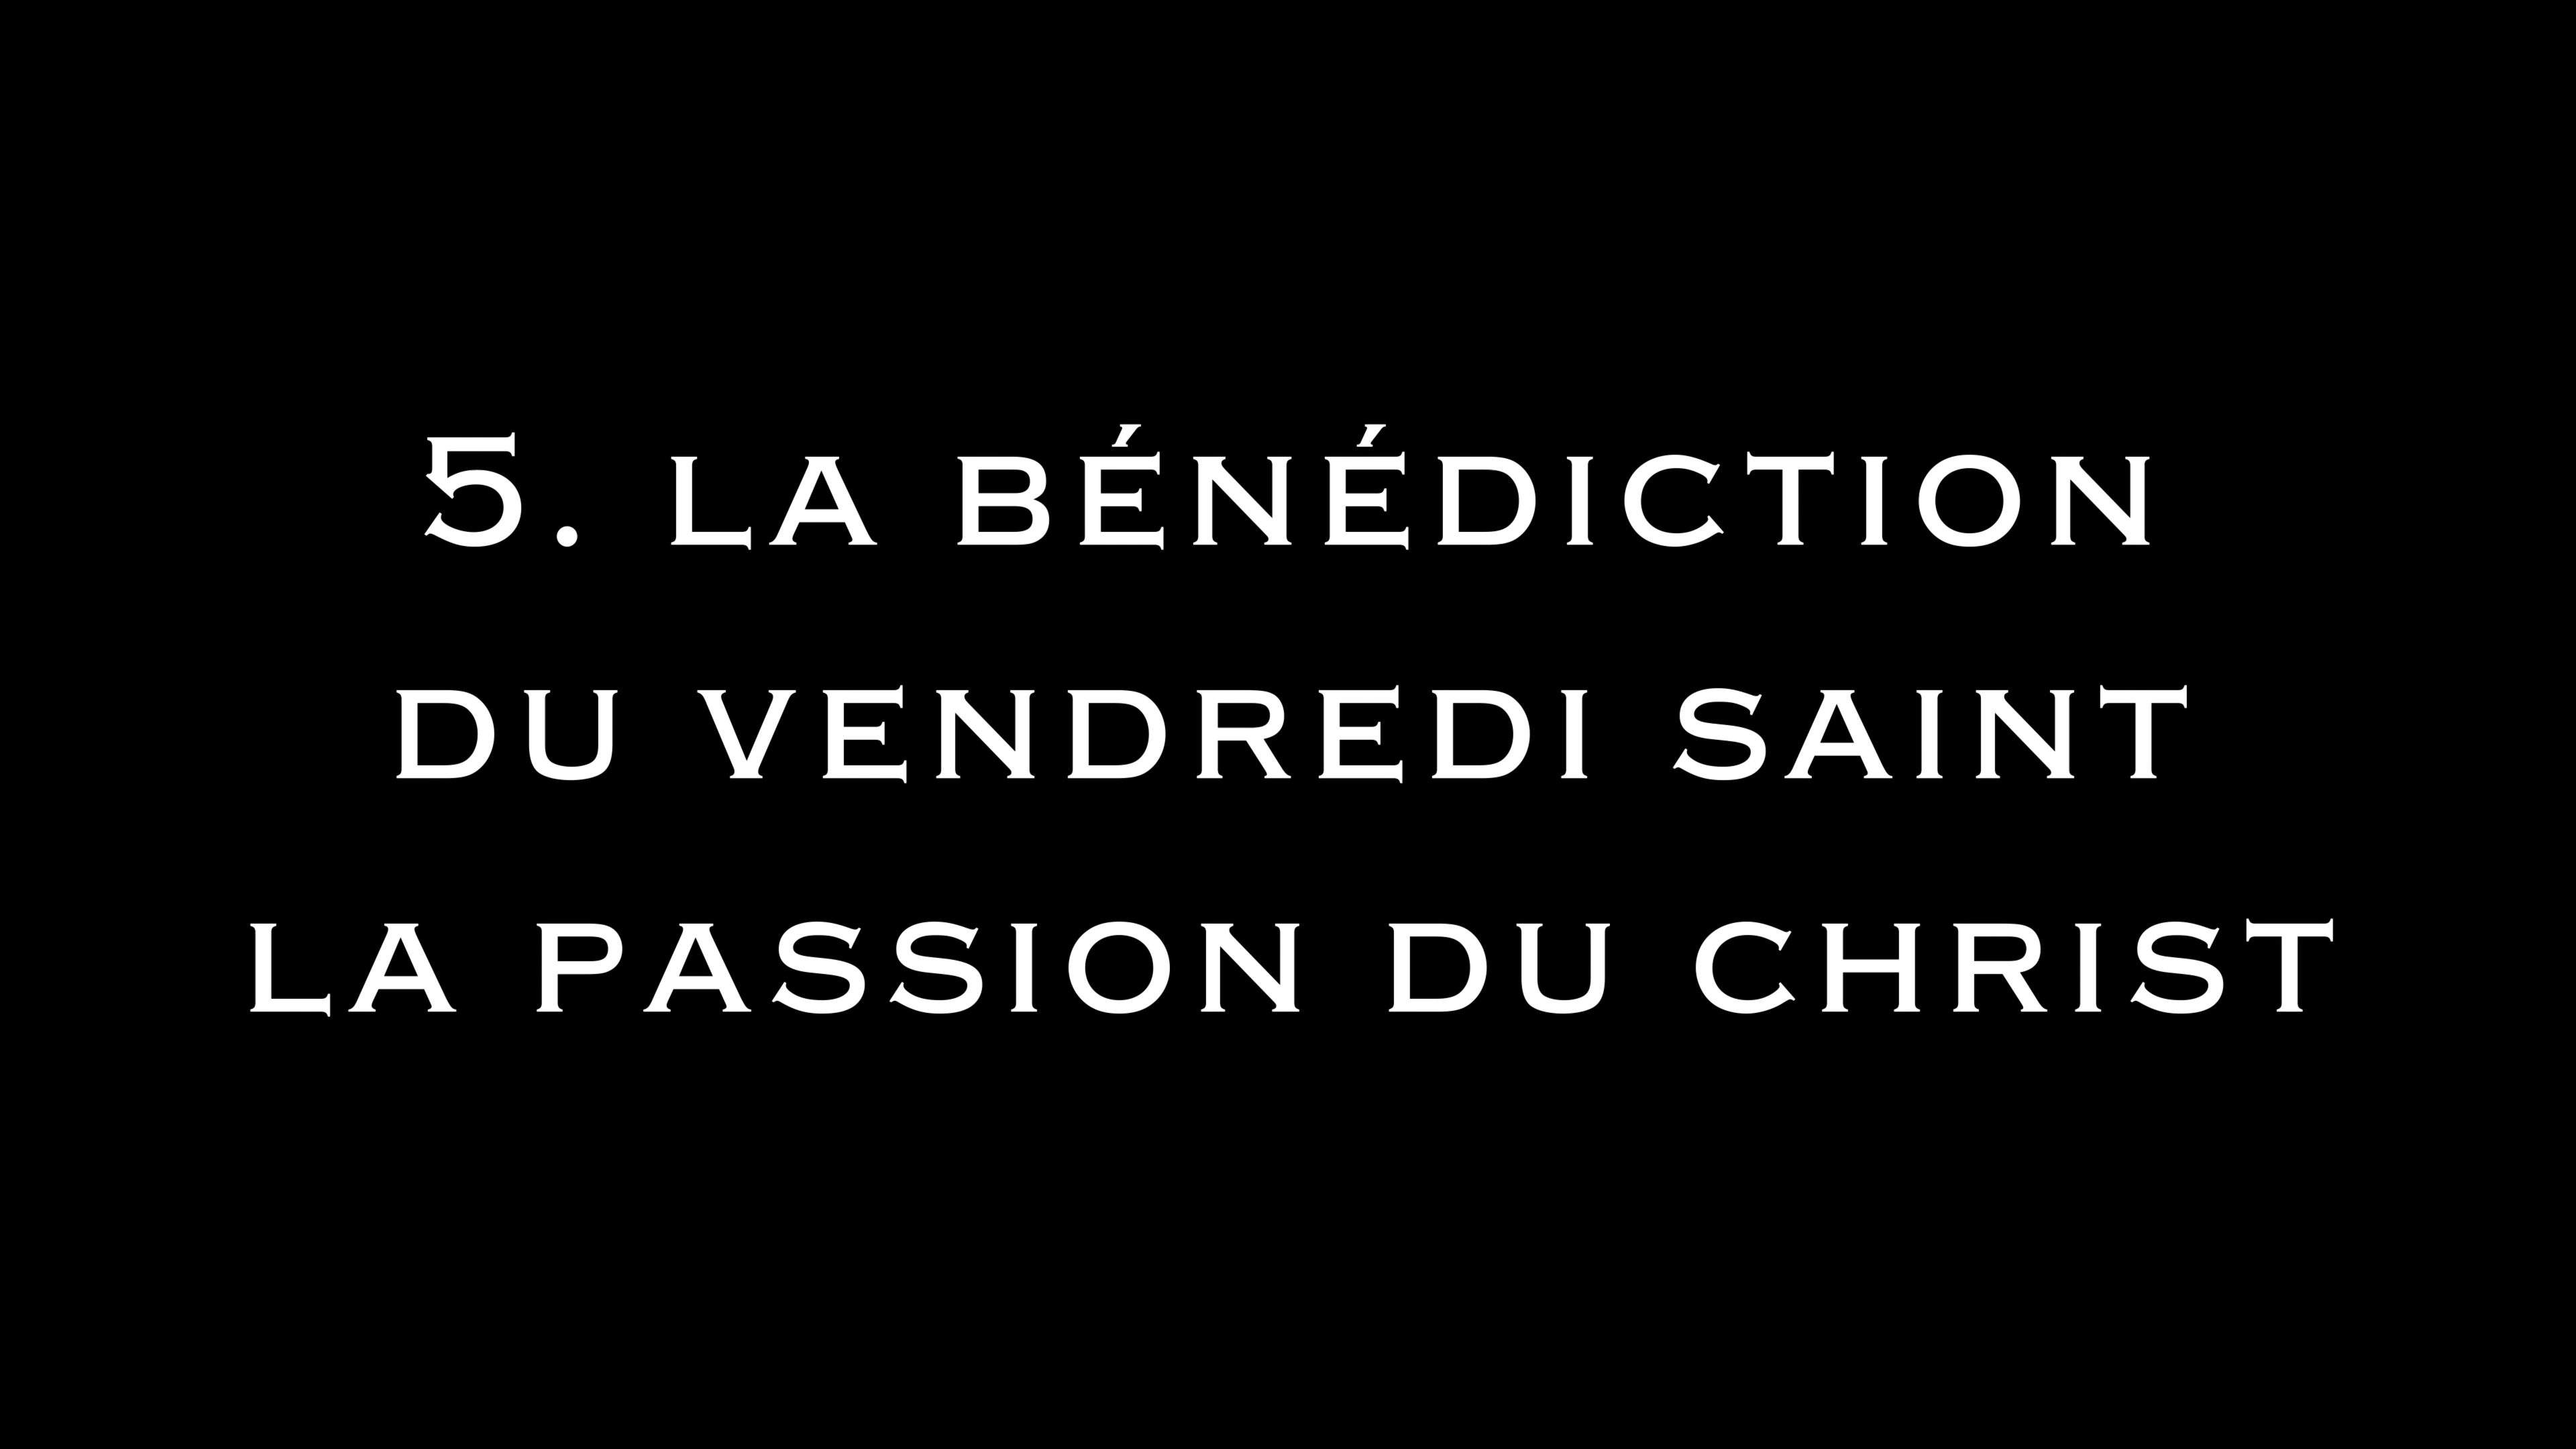 5. LA BÉNÉDICTION
DU VENDREDI SAINT
LA PASSION DU CHRIST